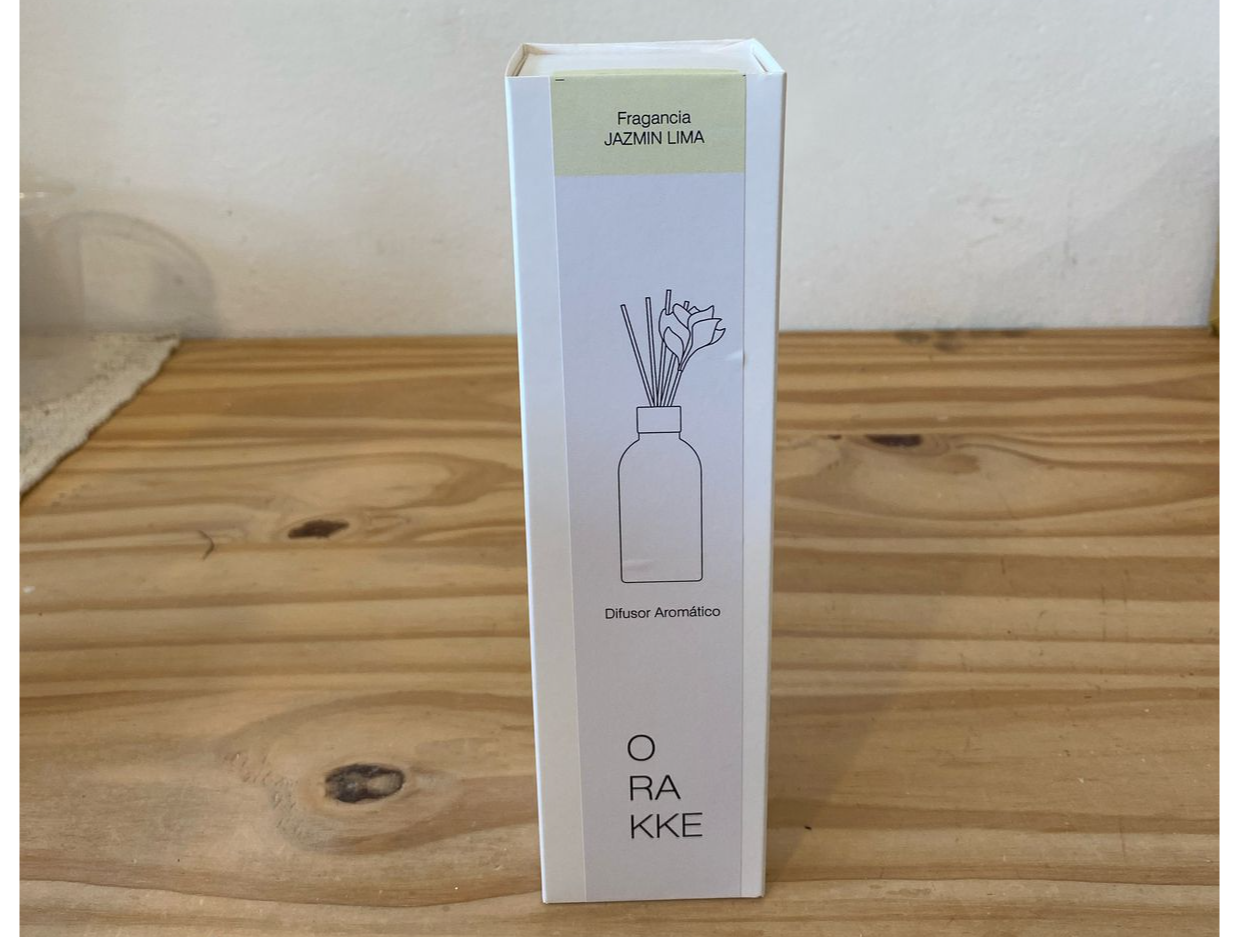 Fragancia
JAZMIN LIMA
Difusor Aromático
O
RA
KKE